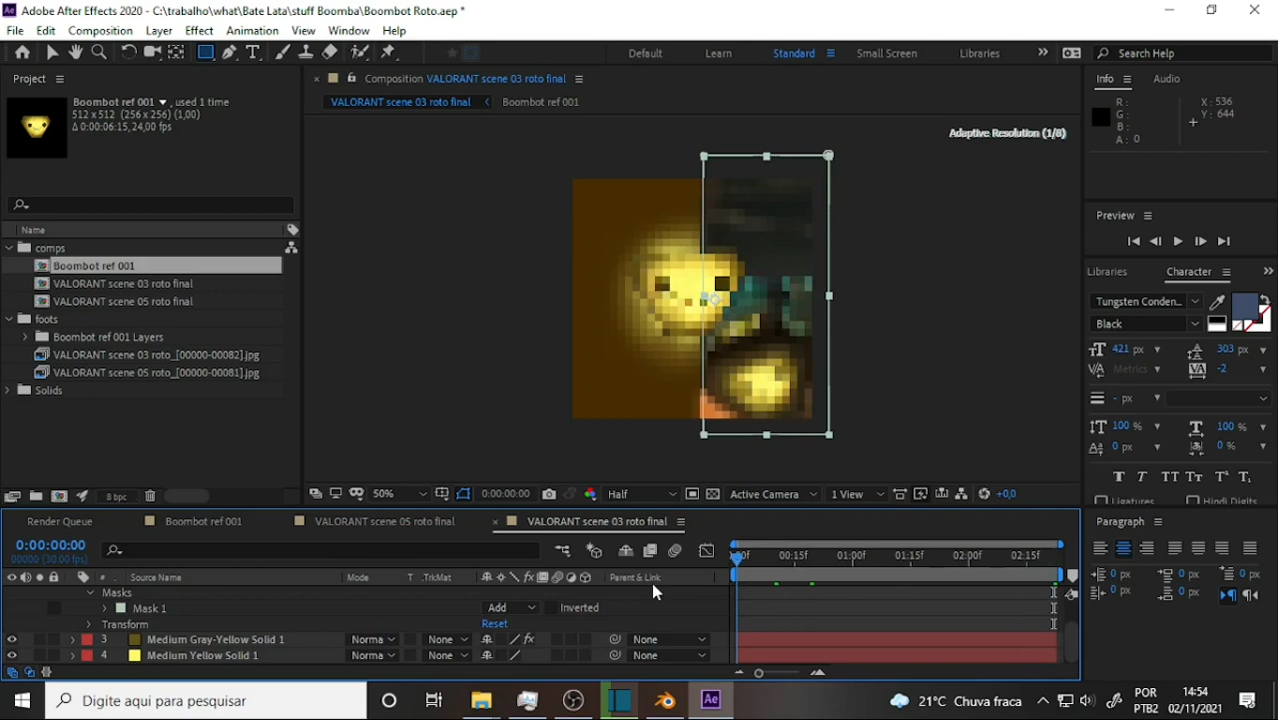 Adobe After Effects 2020 - C:\trabalho\what\Bate Lata\stuff Boomba\Boombot Roto.aep *
File Edit Composition Layer Effect Animation View Window Help
Default Learn Standard Small Screen Libraries Search Help
Project
Boombot ref 001 , used 1 time
512 x 512 (256 x 256) (1,00)
Δ 0:00:06:15, 24,00 fps
Name
comps
Boombot ref 001
VALORANT scene 03 roto final
VALORANT scene 05 roto final
foots
Boombot ref 001 Layers
VALORANT scene 03 roto_[00000-00082].jpg
VALORANT scene 05 roto_[00000-00081].jpg
Solids
8 bpc
Composition VALORANT scene 03 roto final
VALORANT scene 03 roto final Boombot ref 001
Adaptive Resolution (1/8)
50% 0:00:00:00 Half Active Camera 1 View +0,0
Info Audio
R : X : 536
G : Y : 644
B :
A : 0
Preview
Libraries Character
Tungsten Conden...
Black
421 px 303 px
Metrics -2
- px
100 % 100 %
0 px 0 %
Ligatures Hindi Digits
Paragraph
0 px 0 px
0 px 0 px
Render Queue Boombot ref 001 VALORANT scene 05 roto final VALORANT scene 03 roto final
0:00:00:00
00000 (30.00 fps)
:00f 00:15f 01:00f 01:15f 02:00f 02:15f
# Source Name Mode T .TrkMat Parent & Link
Masks
Mask 1 Add Inverted
Transform Reset
3 Medium Gray-Yellow Solid 1 Norma None None
4 Medium Yellow Solid 1 Norma None None
Digite aqui para pesquisar
21°C Chuva fraca
POR
PTB2
14:54
02/11/2021